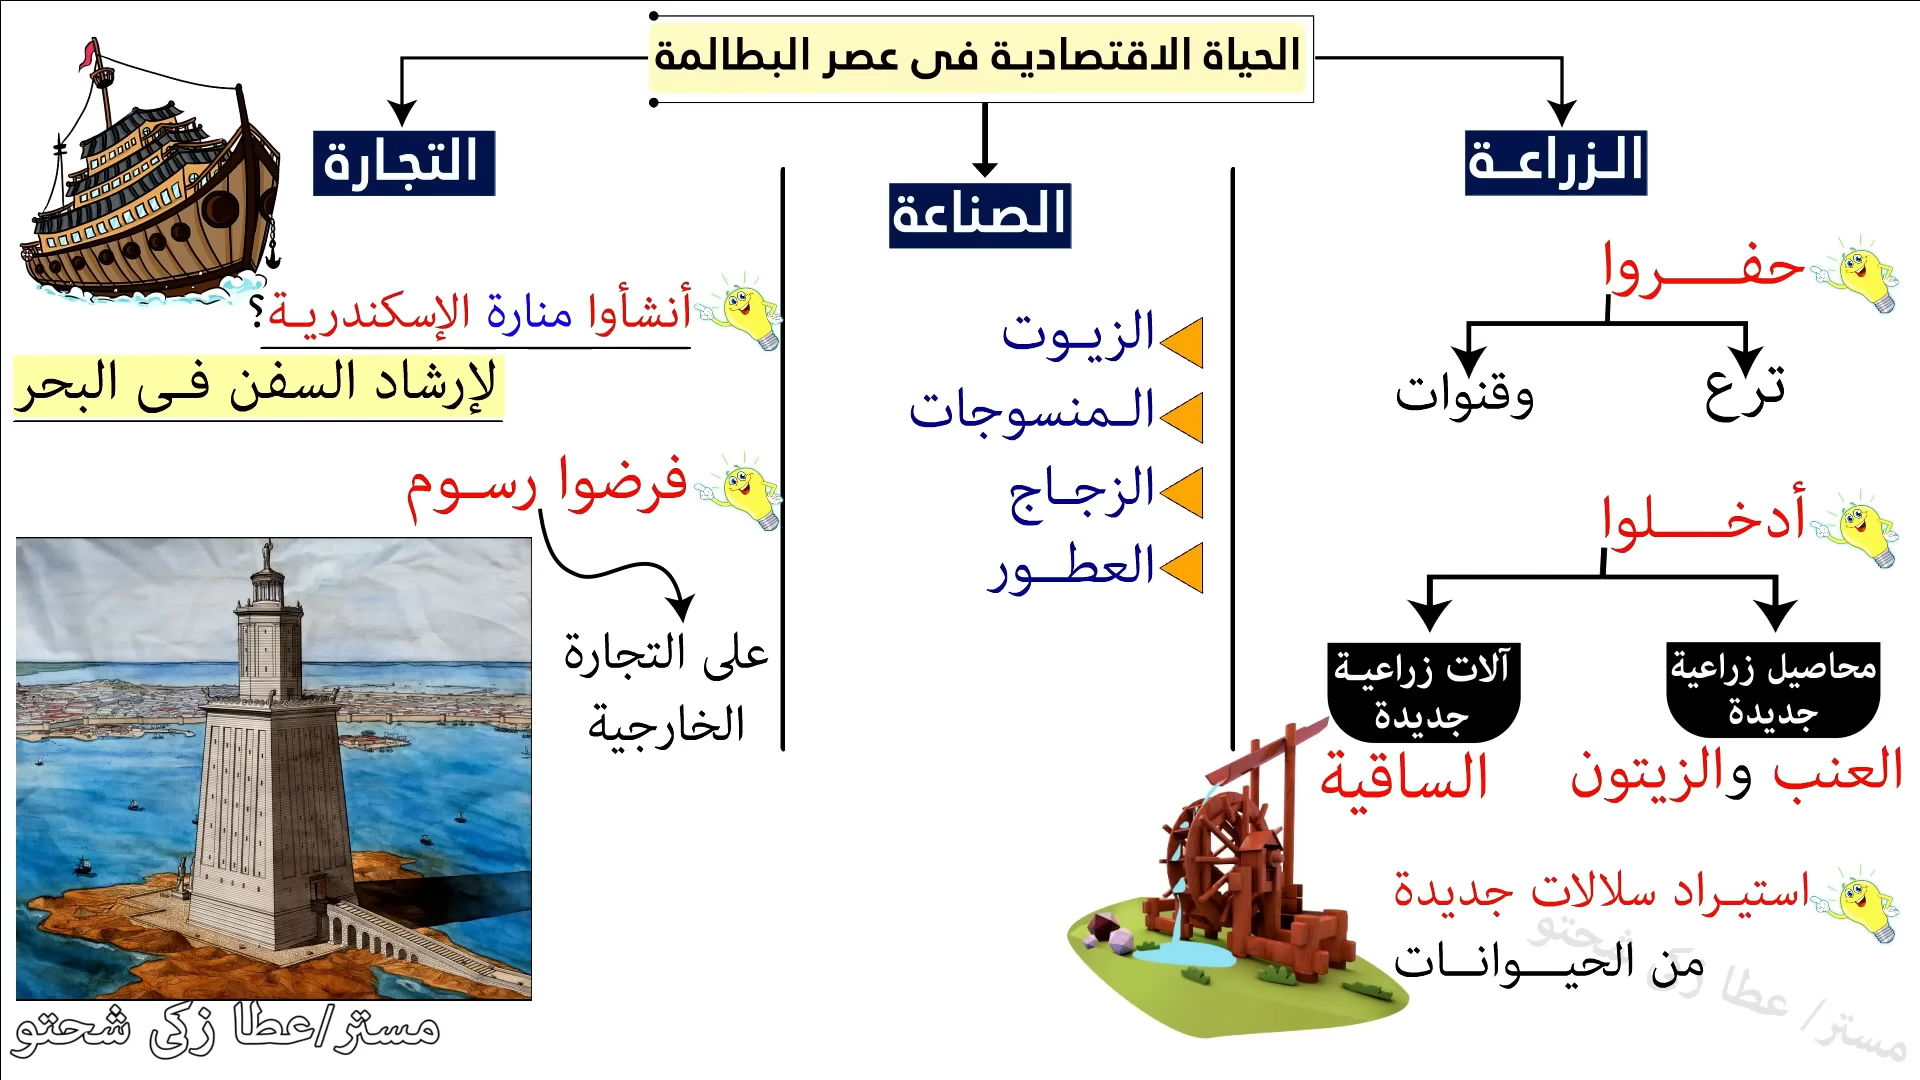 الحياة الاقتصادية فى عصر البطالمة
الزراعة
حفروا
ترع
وقنوات
أدخلوا
محاصيل زراعية
جديدة
العنب والزيتون
آلات زراعية
جديدة
الساقية
استيراد سلالات جديدة
من الحيوانات
الصناعة
الزيوت
المنسوجات
الزجاج
العطور
التجارة
أنشأوا منارة الإسكندرية؟
لإرشاد السفن فى البحر
فرضوا رسوم
على التجارة
الخارجية
مستر/عطا زكى شحتو
مستر/ عطا زكى شحتو